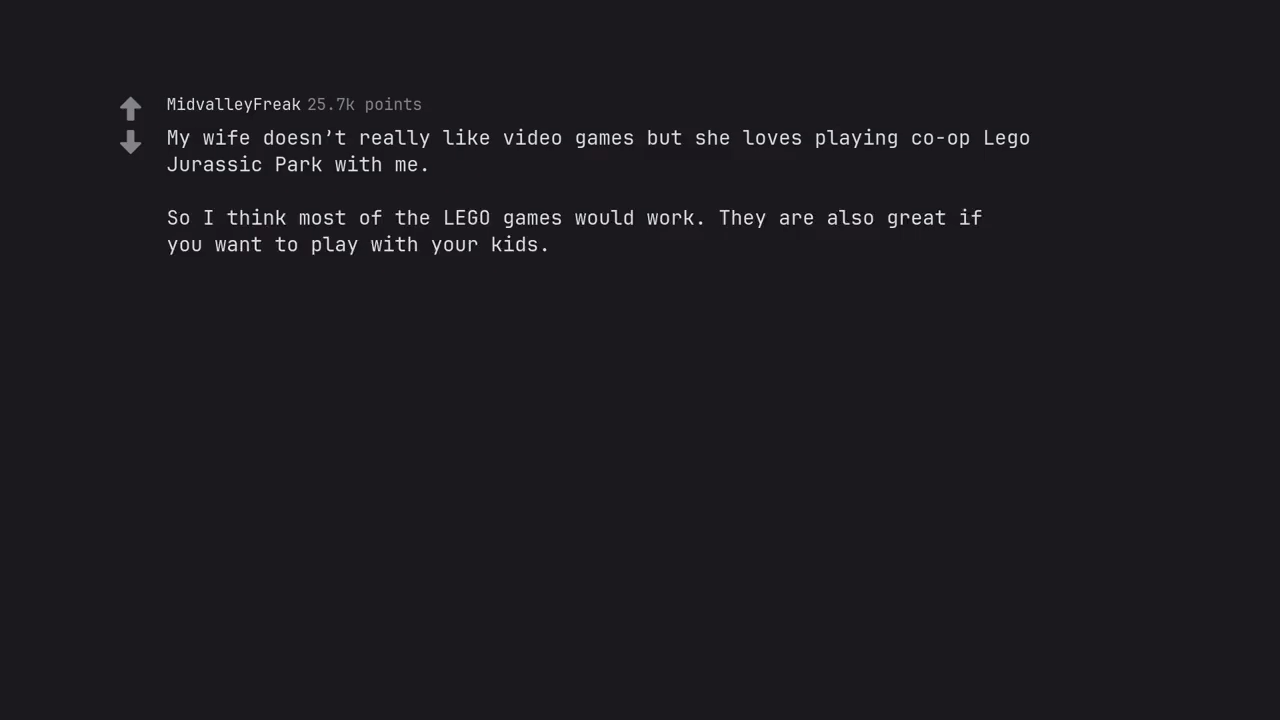 MidvalleyFreak 25.7k points
My wife doesn’t really like video games but she loves playing co-op Lego
Jurassic Park with me.
So I think most of the LEGO games would work. They are also great if
you want to play with your kids.